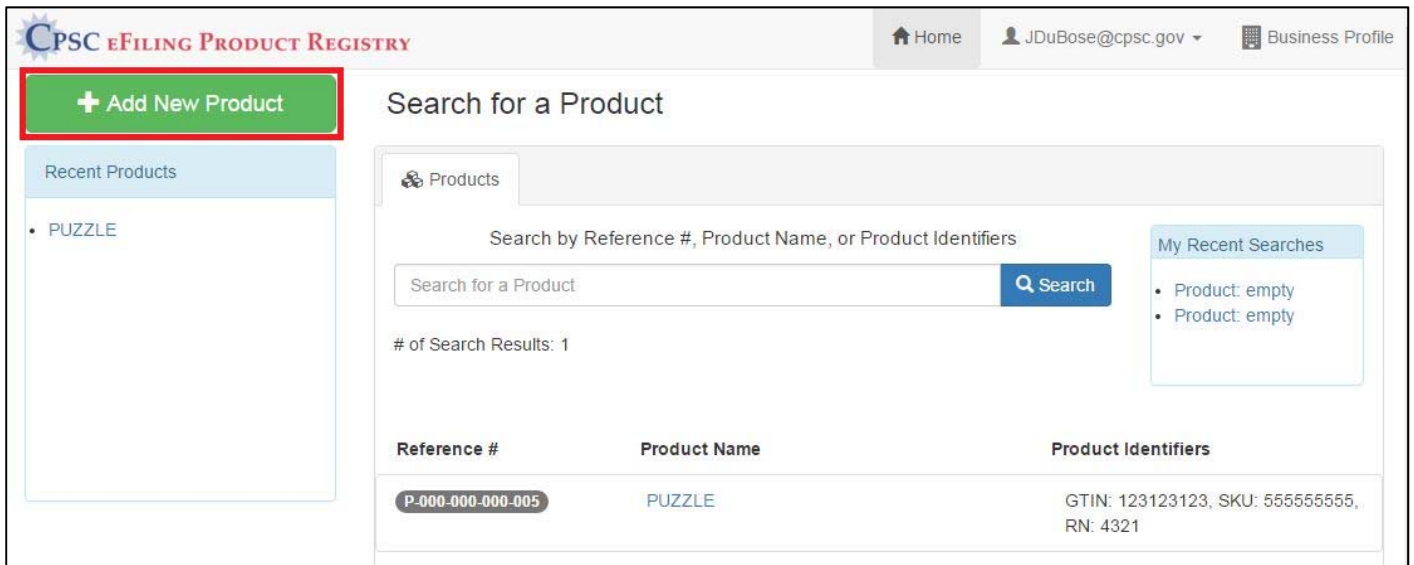 CPSC eFiling Product Registry
Home
JDuBose@cpsc.gov
Business Profile
Add New Product
Search for a Product
Recent Products
PUZZLE
Products
Search by Reference #, Product Name, or Product Identifiers
Search for a Product
Search
# of Search Results: 1
My Recent Searches
Product: empty
Product: empty
Reference #
Product Name
Product Identifiers
P-000-000-000-005
PUZZLE
GTIN: 123123123, SKU: 555555555,
RN: 4321